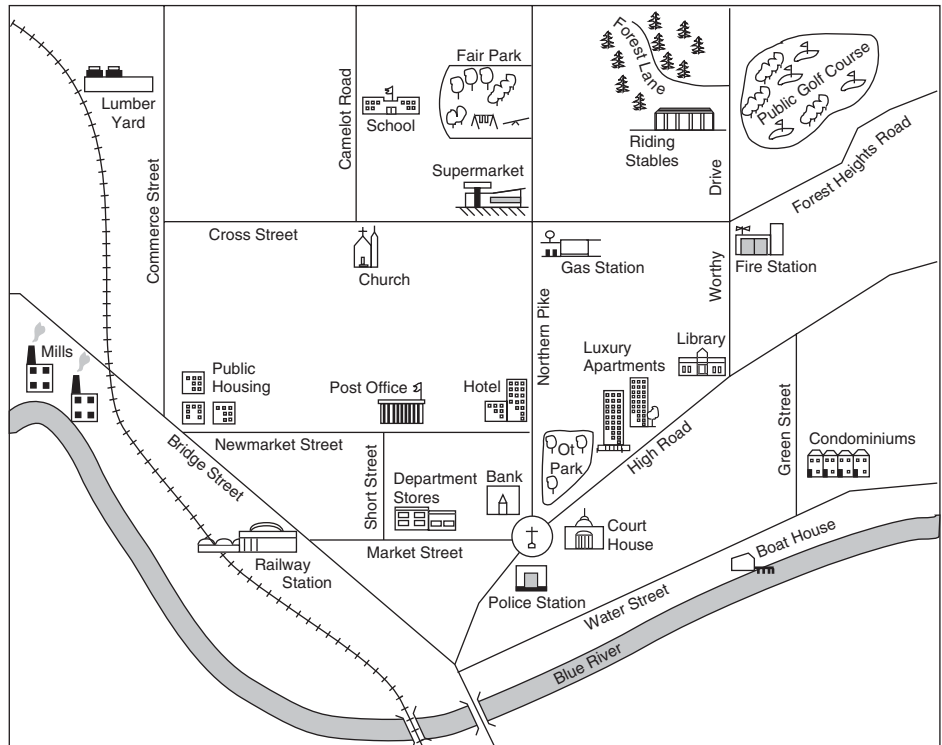 Fair Park
Forest Lane
Public Golf Course
Lumber
Yard
Camelot Road
School
Riding
Stables
Drive
Forest Heights Road
Supermarket
Commerce Street
Cross Street
Church
Gas Station
Worthy
Fire Station
Northern Pike
Mills
Public
Housing
Post Office
Hotel
Luxury
Apartments
Library
Newmarket Street
Bridge Street
Short Street
Department
Stores
Bank
Ot
Park
High Road
Green Street
Condominiums
Railway
Station
Market Street
Court
House
Police Station
Boat House
Water Street
Blue River